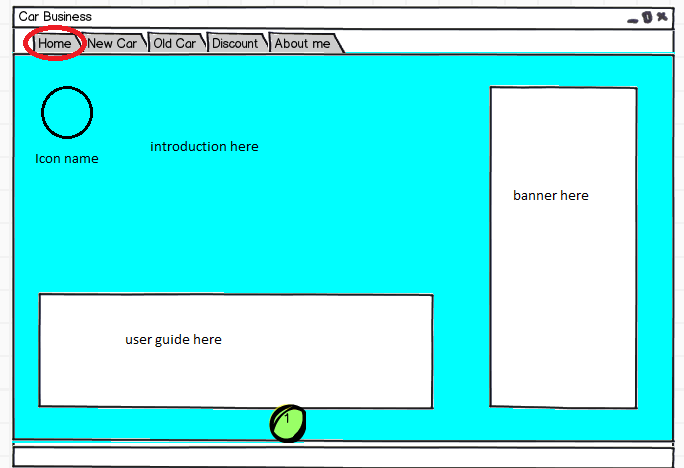 Car Business
Home New Car Old Car Discount About me
Icon name
introduction here
banner here
user guide here
1